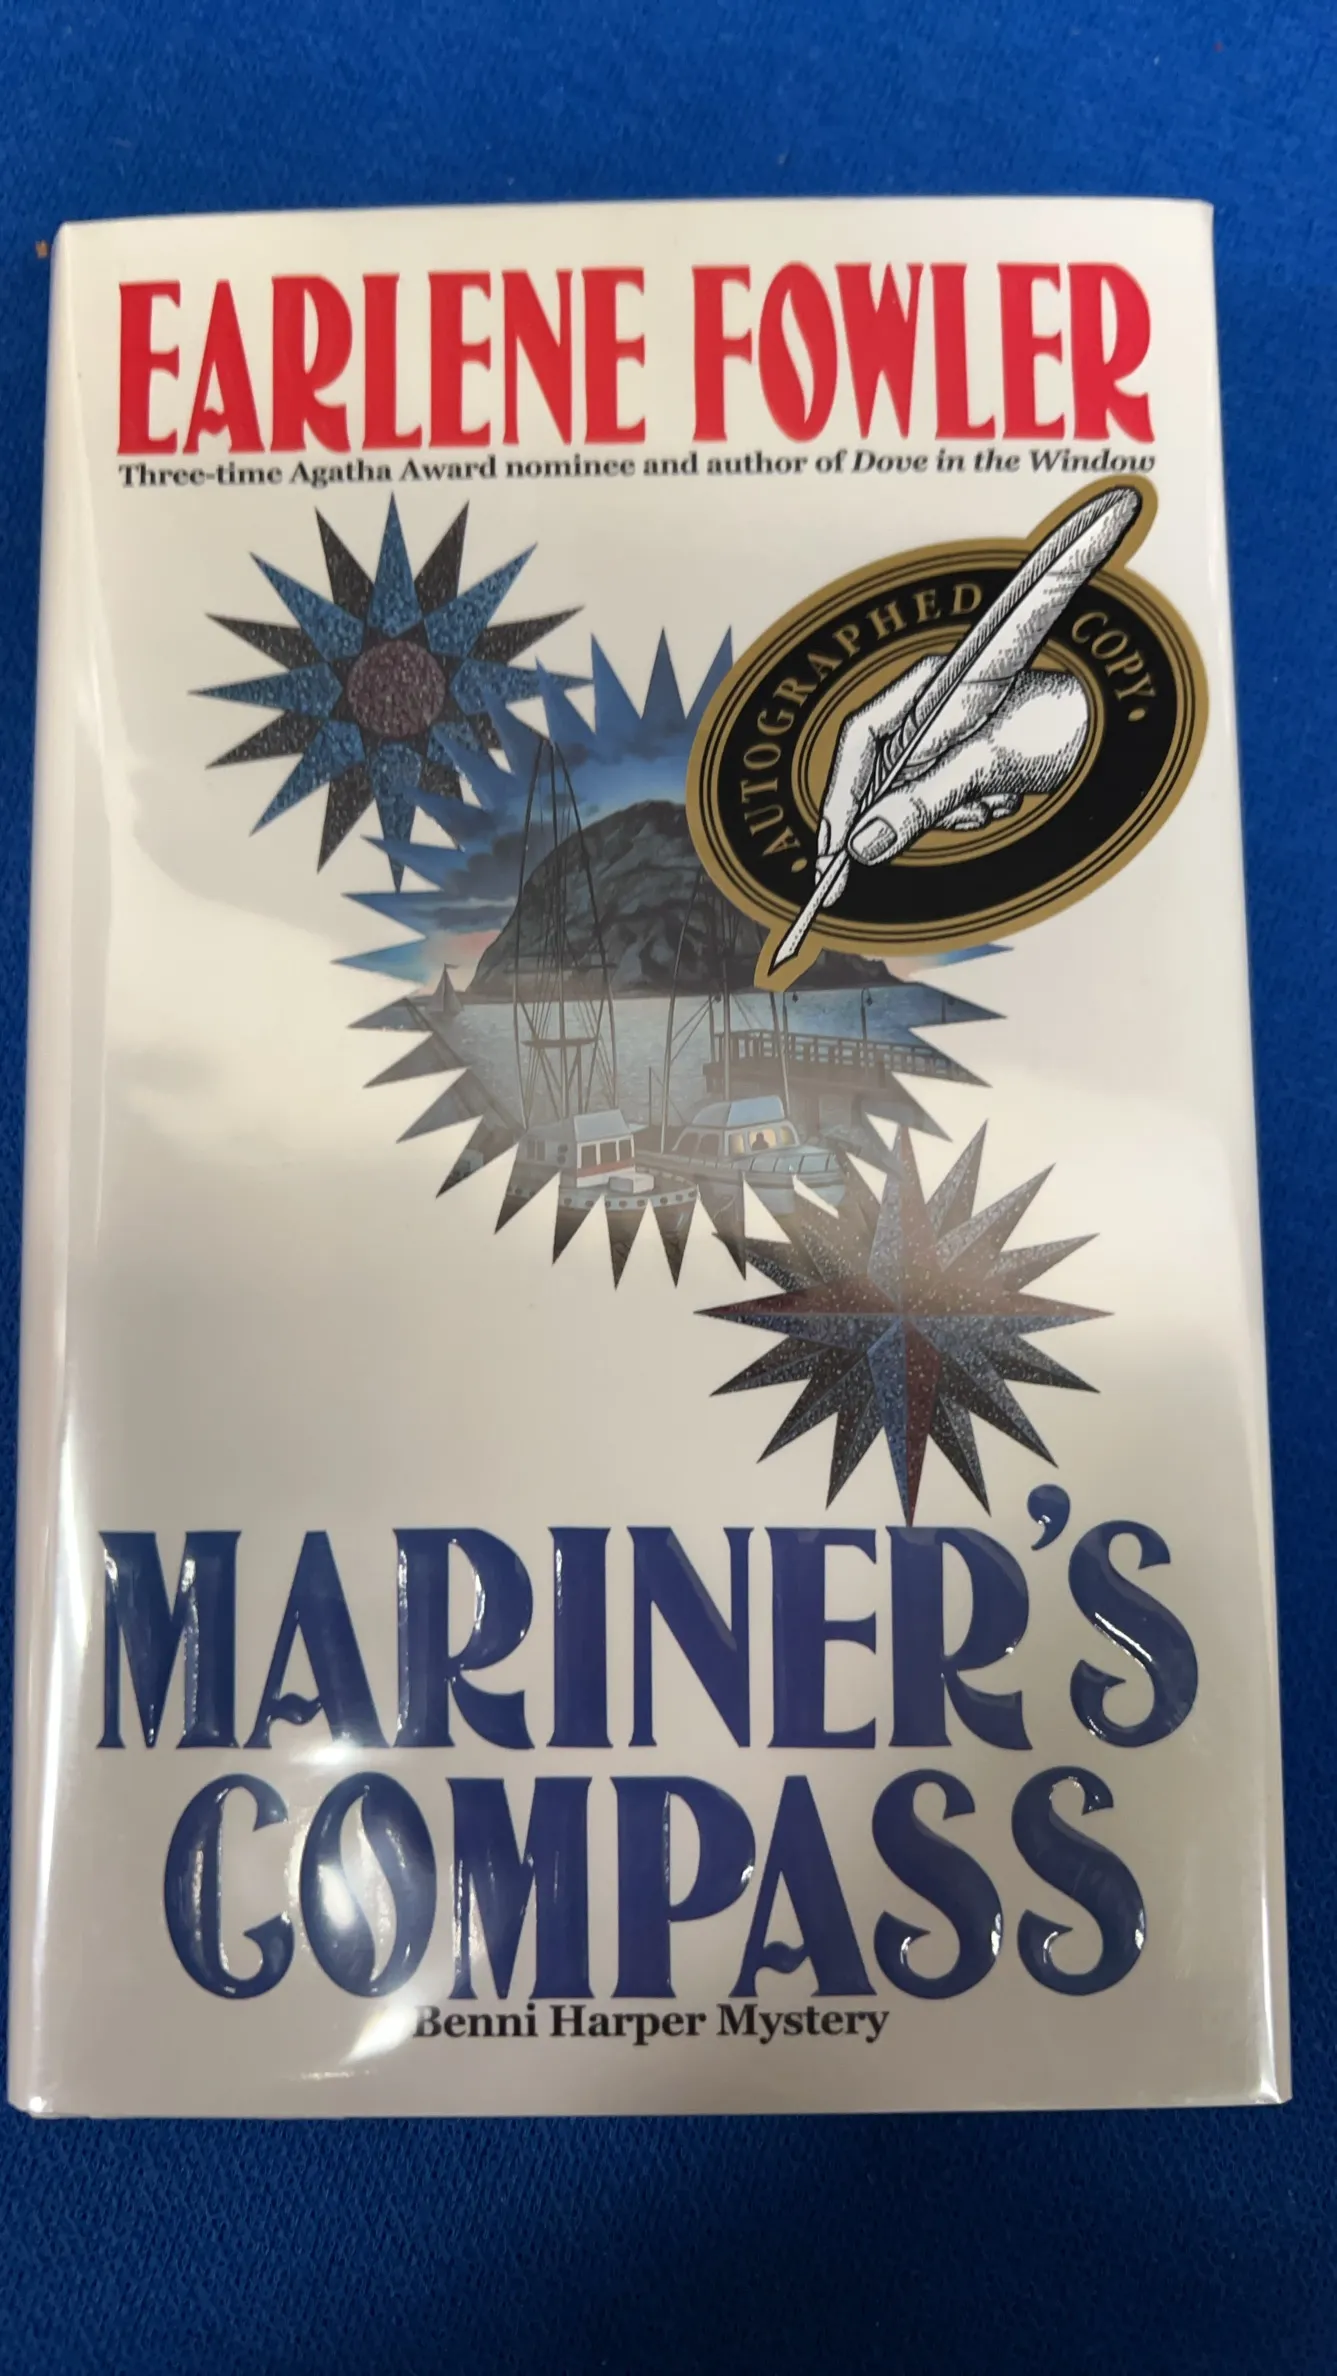 EARLENE FOWLER
Three-time Agatha Award nominee and author of Dove in the Window
• AUTOGRAPHED COPY •
MARINER'S
COMPASS
Benni Harper Mystery